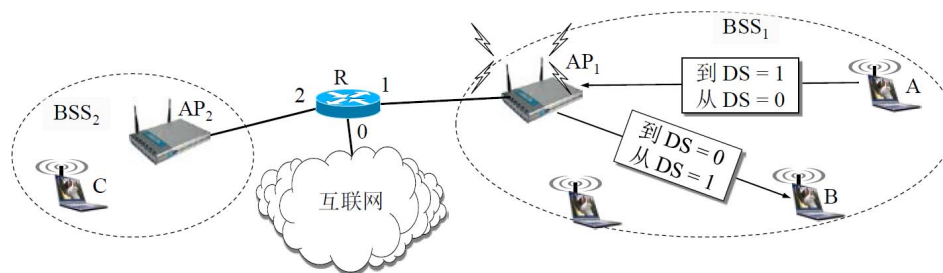 BSS₁
R
AP₁
到 DS = 1
从 DS = 0
A
AP₂
2
1
BSS₂
0
到 DS = 0
从 DS = 1
C
互联网
B